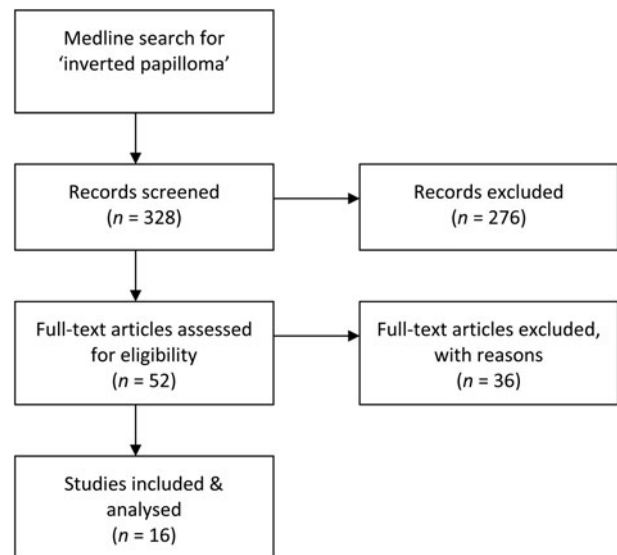 Medline search for
‘inverted papilloma’
Records screened
(n = 328)
Records excluded
(n = 276)
Full-text articles assessed
for eligibility
(n = 52)
Full-text articles excluded,
with reasons
(n = 36)
Studies included &
analysed
(n = 16)